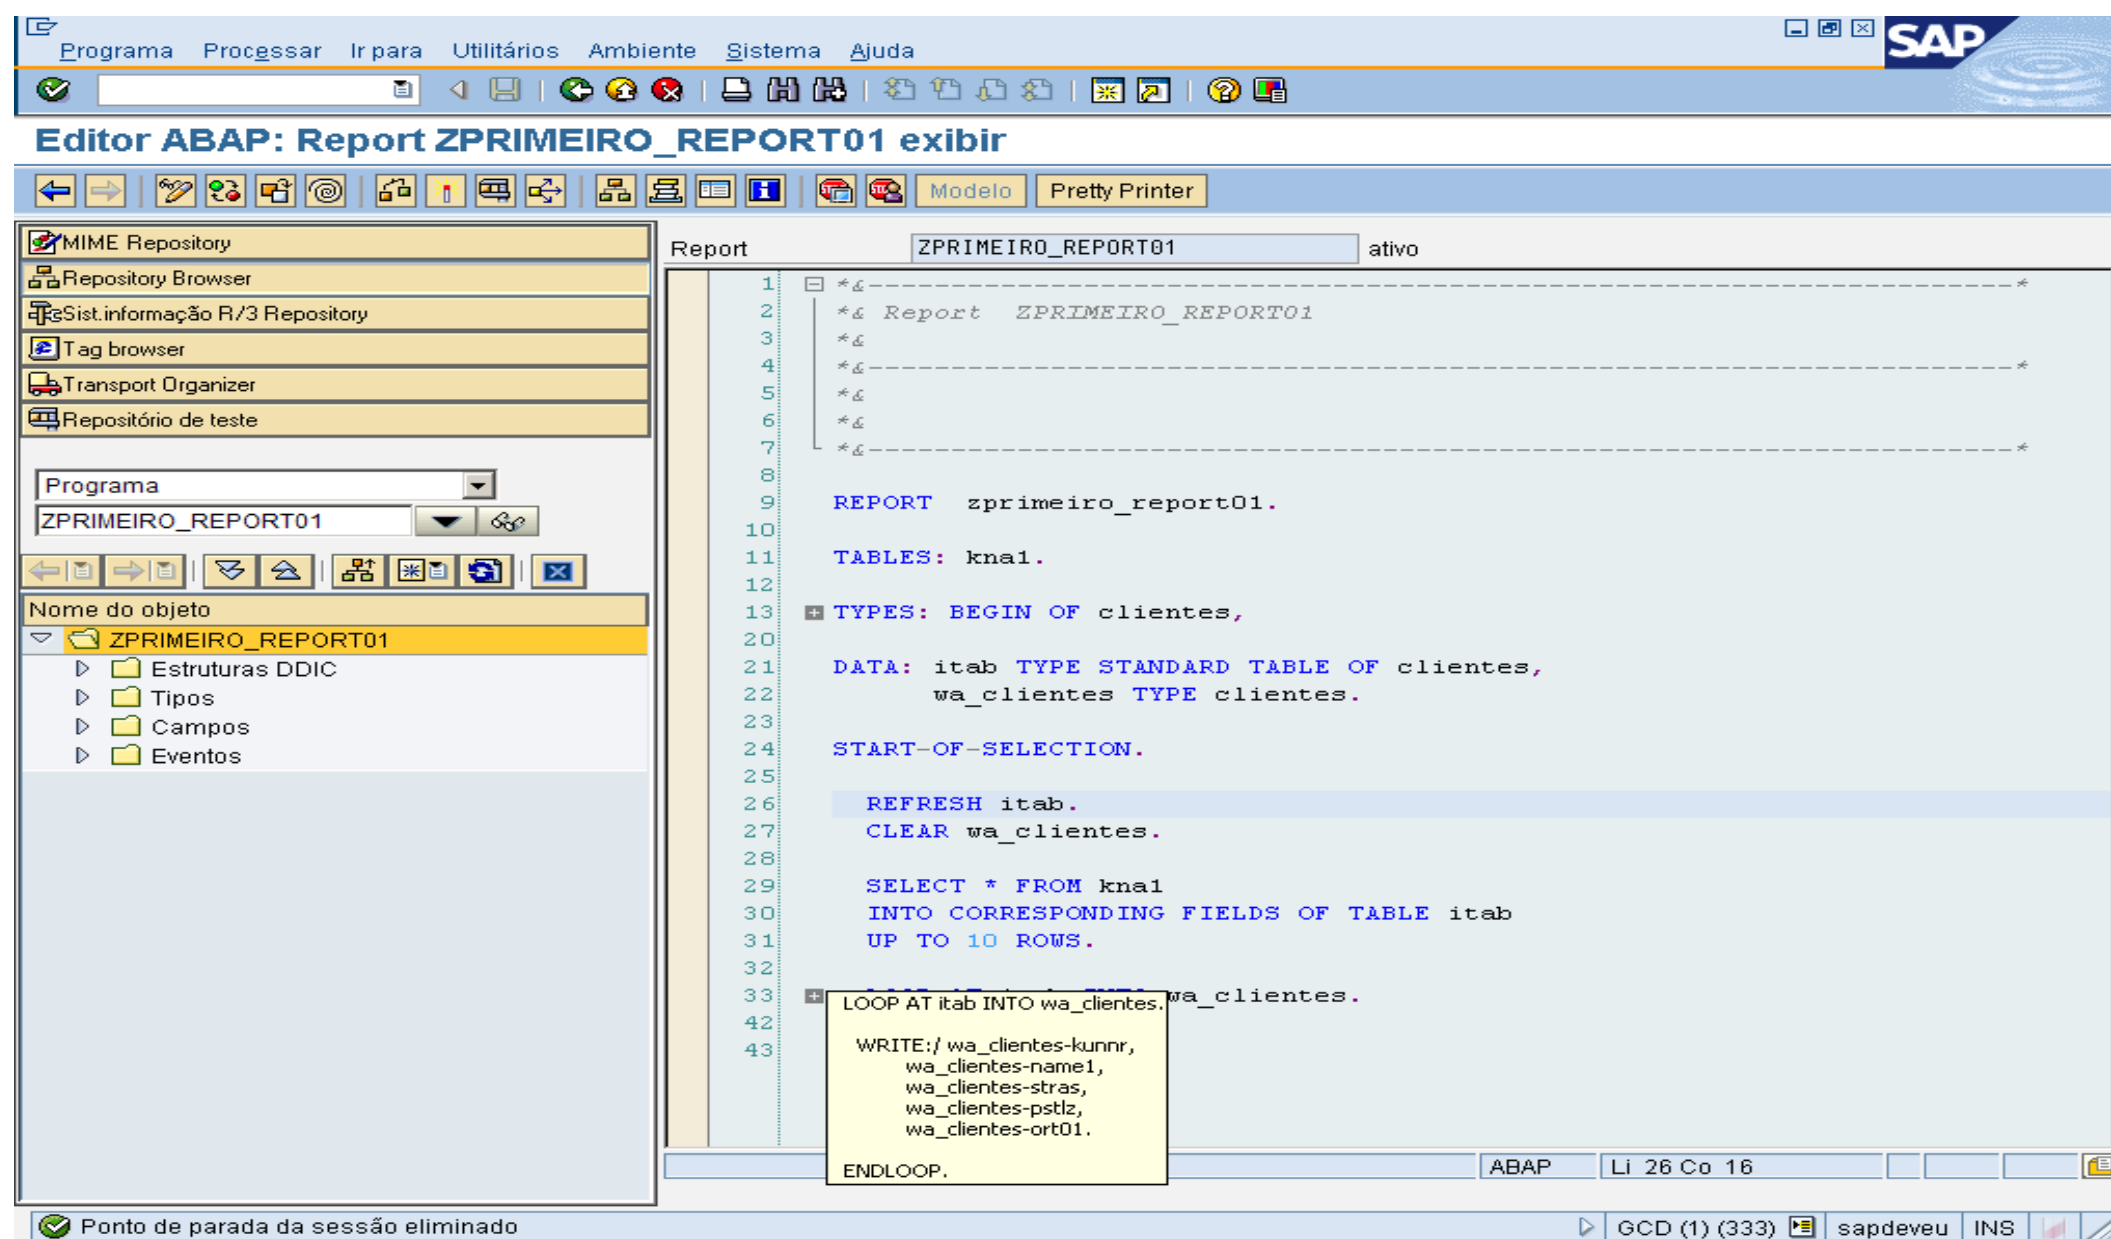 Programa Processar Ir para Utilitários Ambiente Sistema Ajuda
SAP
Editor ABAP: Report ZPRIMEIRO_REPORT01 exibir
Modelo Pretty Printer
MIME Repository
Repository Browser
Sist.informação R/3 Repository
Tag browser
Transport Organizer
Repositório de teste
Programa
ZPRIMEIRO_REPORT01
Nome do objeto
ZPRIMEIRO_REPORT01
Estruturas DDIC
Tipos
Campos
Eventos
Report ZPRIMEIRO_REPORT01 ativo
1 *&---------------------------------------------------------------------*
2 *& Report ZPRIMEIRO_REPORT01
3 *&
4 *&---------------------------------------------------------------------*
5 *&
6 *&
7 *&---------------------------------------------------------------------*
8
9 REPORT zprimeiro_report01.
10
11 TABLES: kna1.
12
13 TYPES: BEGIN OF clientes,
20
21 DATA: itab TYPE STANDARD TABLE OF clientes,
22 wa_clientes TYPE clientes.
23
24 START-OF-SELECTION.
25
26 REFRESH itab.
27 CLEAR wa_clientes.
28
29 SELECT * FROM kna1
30 INTO CORRESPONDING FIELDS OF TABLE itab
31 UP TO 10 ROWS.
32
33 wa_clientes.
42
43
LOOP AT itab INTO wa_clientes.
WRITE:/ wa_clientes-kunnr,
wa_clientes-name1,
wa_clientes-stras,
wa_clientes-pstlz,
wa_clientes-ort01.
ENDLOOP.
ABAP Li 26 Co 16
Ponto de parada da sessão eliminado
GCD (1) (333) sapdeveu INS